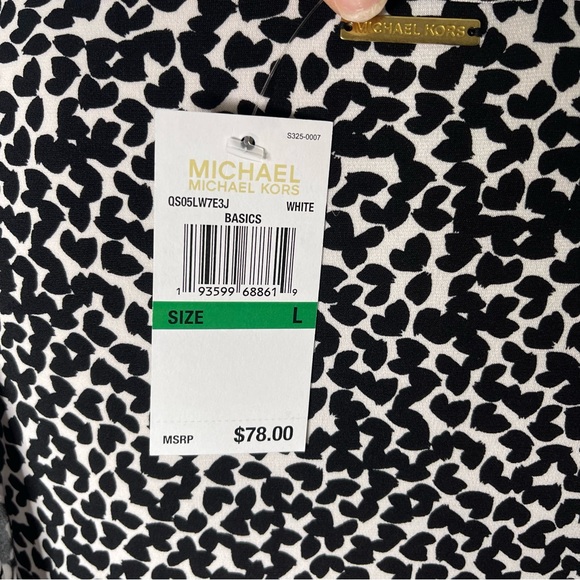 MICHAEL KORS
S325-0007
MICHAEL
MICHAEL KORS
QS05LW7E3J WHITE
BASICS
1 93599 68861 9
SIZE L
MSRP $78.00